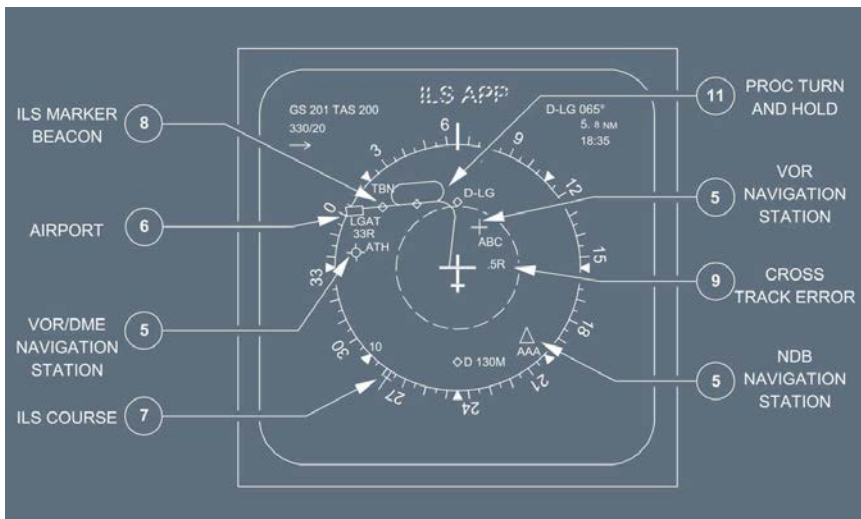 ILS APP
GS 201 TAS 200
330/20
D-LG 065°
5. 8 NM
18:35
ILS MARKER
BEACON
8
AIRPORT
6
VOR/DME
NAVIGATION
STATION
5
ILS COURSE
7
11
PROC TURN
AND HOLD
5
VOR
NAVIGATION
STATION
9
CROSS
TRACK ERROR
5
NDB
NAVIGATION
STATION
6
9
12
15
18
21
24
27
30
33
0
3
TBN
D-LG
LGAT
33R
ATH
ABC
.5R
10
AAA
D 130M